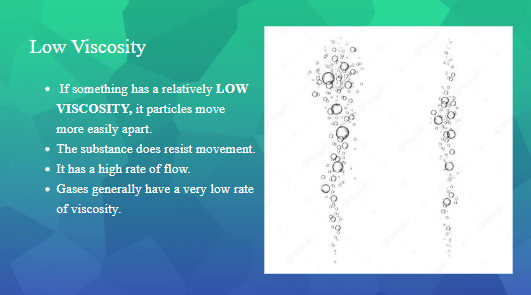 Low Viscosity
If something has a relatively LOW
VISCOSITY, it particles move
more easily apart.
The substance does resist movement.
It has a high rate of flow.
Gases generally have a very low rate
of viscosity.